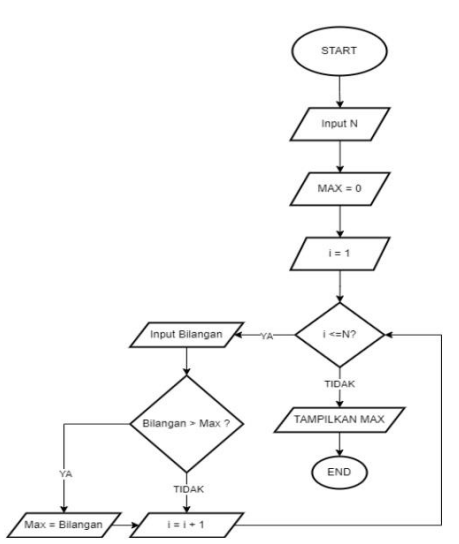 START
Input N
MAX = 0
i = 1
i <=N?
YA
Input Bilangan
TIDAK
Bilangan > Max ?
TAMPILKAN MAX
END
YA
TIDAK
Max = Bilangan
i = i + 1